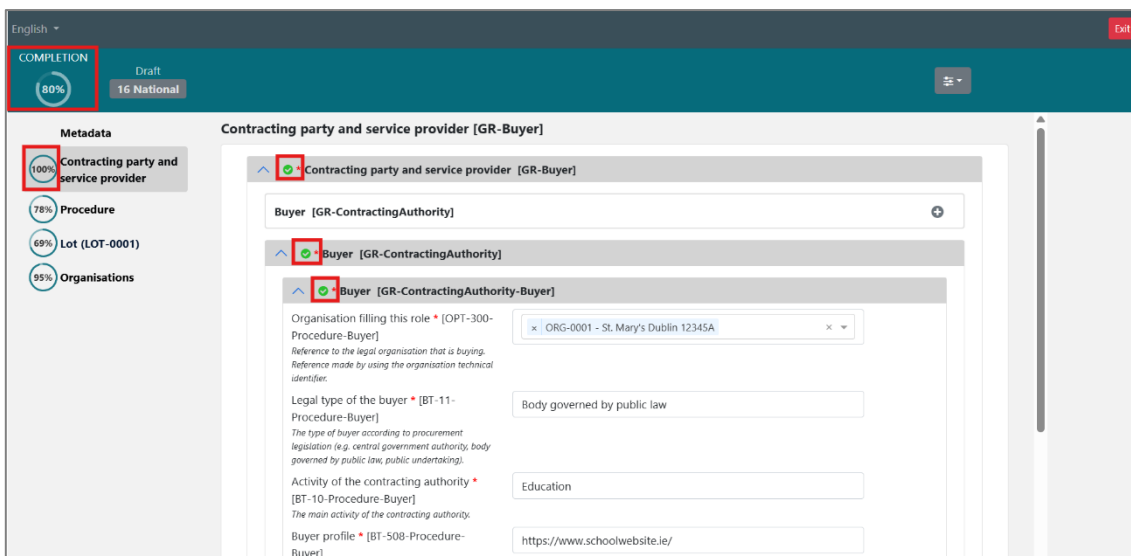 English
Exit
COMPLETION
80%
Draft
16 National
Metadata
100%
Contracting party and
service provider
78%
Procedure
69%
Lot (LOT-0001)
95%
Organisations
Contracting party and service provider [GR-Buyer]
* Contracting party and service provider [GR-Buyer]
Buyer [GR-ContractingAuthority]
* Buyer [GR-ContractingAuthority]
* Buyer [GR-ContractingAuthority-Buyer]
Organisation filling this role * [OPT-300-
Procedure-Buyer]
Reference to the legal organisation that is buying.
Reference made by using the organisation technical
identifier.
× ORG-0001 - St. Mary's Dublin 12345A ×
Legal type of the buyer * [BT-11-
Procedure-Buyer]
The type of buyer according to procurement
legislation (e.g. central government authority, body
governed by public law, public undertaking).
Body governed by public law
Activity of the contracting authority *
[BT-10-Procedure-Buyer]
The main activity of the contracting authority.
Education
Buyer profile * [BT-508-Procedure-
Buyer]
https://www.schoolwebsite.ie/